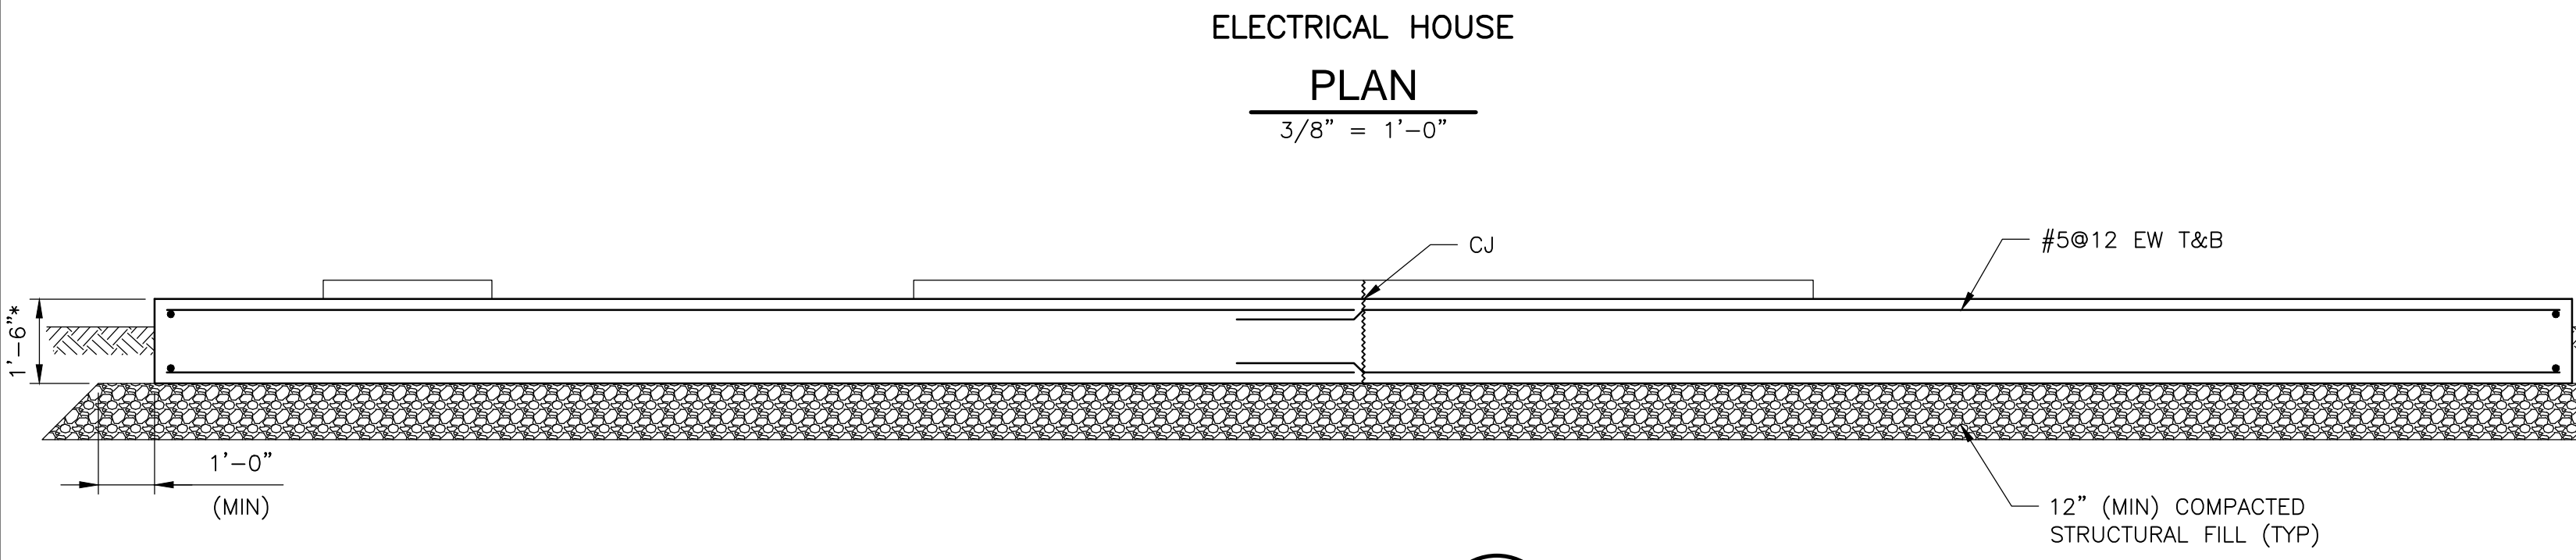 ELECTRICAL HOUSE
PLAN
3/8" = 1'-0"
CJ
#5@12 EW T&B
1'-6"*
1'-0"
(MIN)
12" (MIN) COMPACTED
STRUCTURAL FILL (TYP)